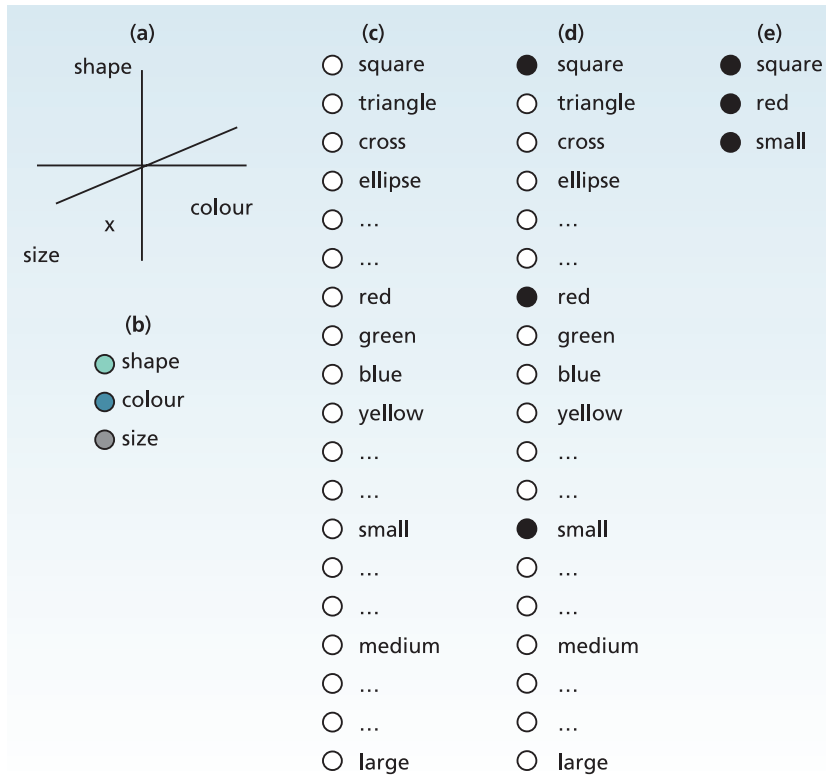 (a)
shape
colour
x
size
(b)
shape
colour
size
(c)
square
triangle
cross
ellipse
...
...
red
green
blue
yellow
...
...
small
...
...
medium
...
...
large
(d)
square
triangle
cross
ellipse
...
...
red
green
blue
yellow
...
...
small
...
...
medium
...
...
large
(e)
square
red
small